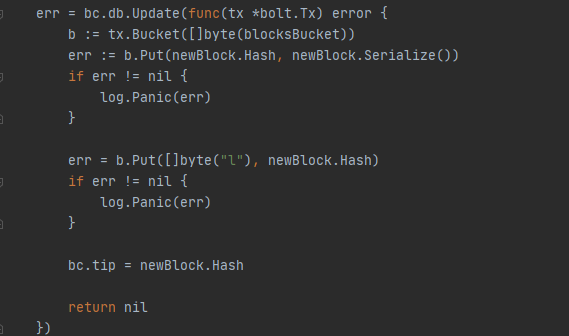 err = bc.db.Update(func(tx *bolt.Tx) error {
b := tx.Bucket([]byte(blocksBucket))
err := b.Put(newBlock.Hash, newBlock.Serialize())
if err != nil {
log.Panic(err)
}
err = b.Put([]byte("l"), newBlock.Hash)
if err != nil {
log.Panic(err)
}
bc.tip = newBlock.Hash
return nil
})